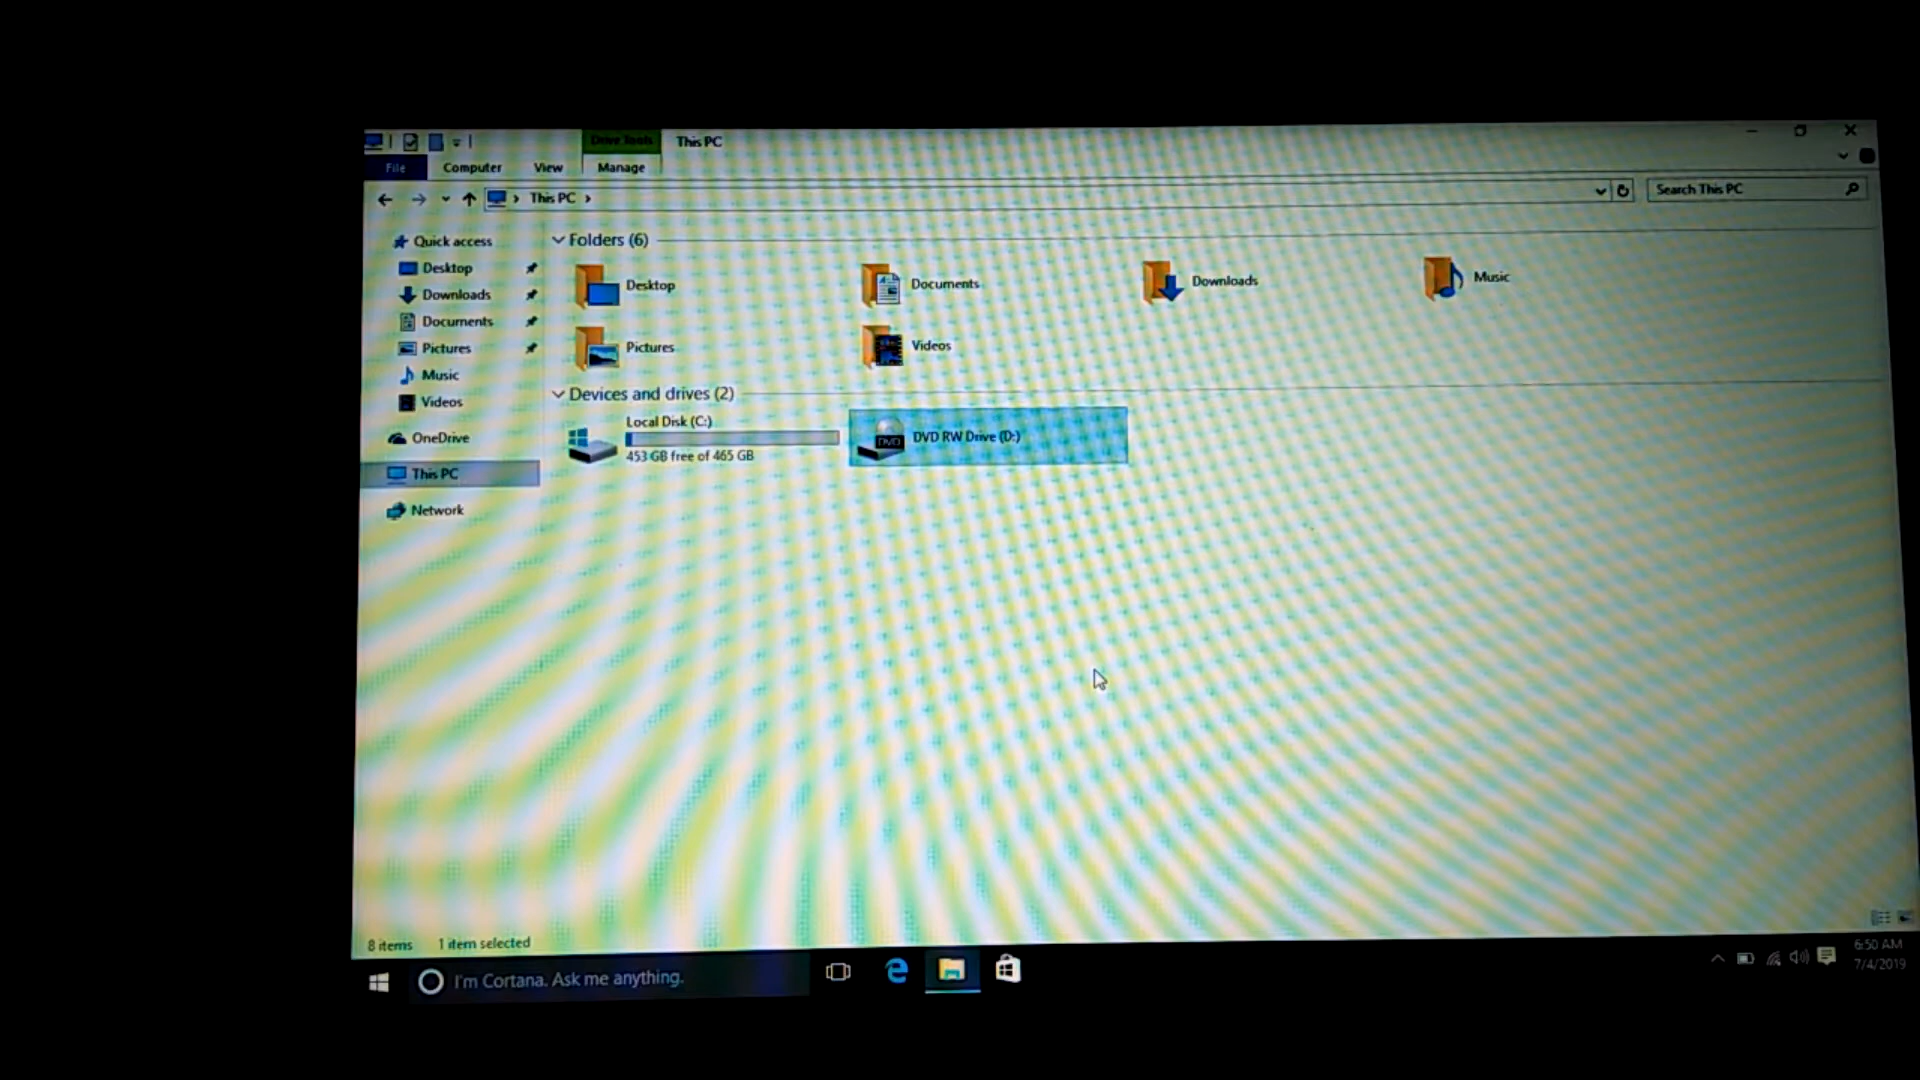 Drive Tools
This PC
File
Computer
View
Manage
This PC
Search This PC
Quick access
Desktop
Downloads
Documents
Pictures
Music
Videos
OneDrive
This PC
Network
Folders (6)
Desktop
Documents
Downloads
Music
Pictures
Videos
Devices and drives (2)
Local Disk (C:)
453 GB free of 465 GB
DVD
DVD RW Drive (D:)
8 items
1 item selected
I'm Cortana. Ask me anything.
6:50 AM
7/4/2019